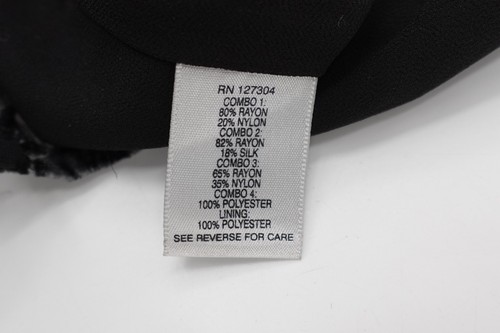 RN 127304
COMBO 1:
80% RAYON
20% NYLON
COMBO 2:
82% RAYON
18% SILK
COMBO 3:
65% RAYON
35% NYLON
COMBO 4:
100% POLYESTER
LINING:
100% POLYESTER
SEE REVERSE FOR CARE